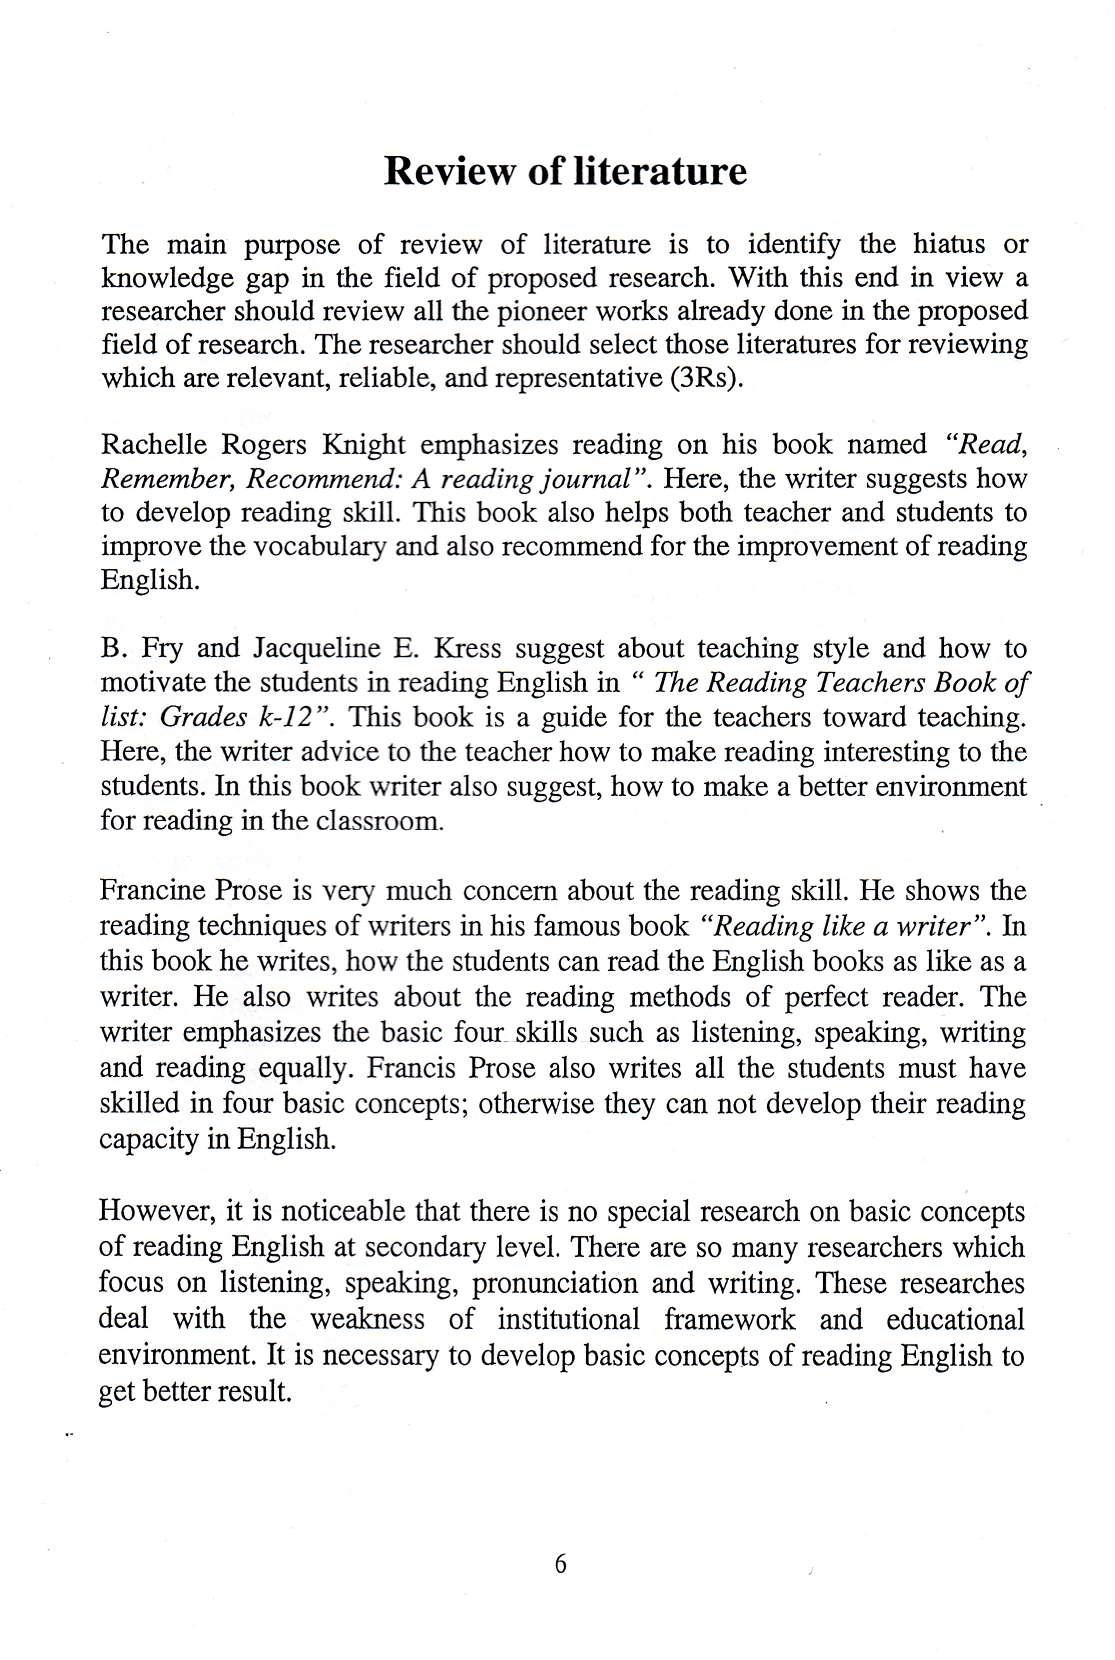 Review of literature
The main purpose of review of literature is to identify the hiatus or
knowledge gap in the field of proposed research. With this end in view a
researcher should review all the pioneer works already done in the proposed
field of research. The researcher should select those literatures for reviewing
which are relevant, reliable, and representative (3Rs).
Rachelle Rogers Knight emphasizes reading on his book named “Read,
Remember, Recommend: A reading journal”. Here, the writer suggests how
to develop reading skill. This book also helps both teacher and students to
improve the vocabulary and also recommend for the improvement of reading
English.
B. Fry and Jacqueline E. Kress suggest about teaching style and how to
motivate the students in reading English in “ The Reading Teachers Book of
list: Grades k-12”. This book is a guide for the teachers toward teaching.
Here, the writer advice to the teacher how to make reading interesting to the
students. In this book writer also suggest, how to make a better environment
for reading in the classroom.
Francine Prose is very much concern about the reading skill. He shows the
reading techniques of writers in his famous book “Reading like a writer”. In
this book he writes, how the students can read the English books as like as a
writer. He also writes about the reading methods of perfect reader. The
writer emphasizes the basic four skills such as listening, speaking, writing
and reading equally. Francis Prose also writes all the students must have
skilled in four basic concepts; otherwise they can not develop their reading
capacity in English.
However, it is noticeable that there is no special research on basic concepts
of reading English at secondary level. There are so many researchers which
focus on listening, speaking, pronunciation and writing. These researches
deal with the weakness of institutional framework and educational
environment. It is necessary to develop basic concepts of reading English to
get better result.
6